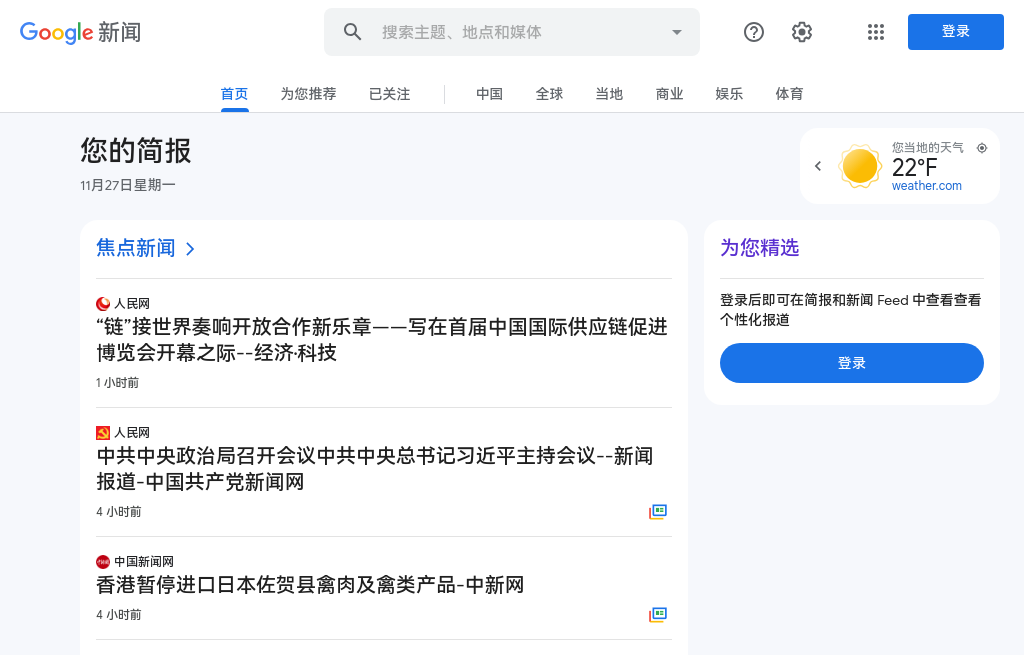 Google 新闻
搜索主题、地点和媒体
登录
首页 为您推荐 已关注 中国 全球 当地 商业 娱乐 体育
您的简报
11月27日星期一
您当地的天气
22°F
weather.com
焦点新闻
人民网
“链”接世界奏响开放合作新乐章——写在首届中国国际供应链促进
博览会开幕之际--经济·科技
1 小时前
人民网
中共中央政治局召开会议中共中央总书记习近平主持会议--新闻
报道-中国共产党新闻网
4 小时前
中国新闻网
香港暂停进口日本佐贺县禽肉及禽类产品-中新网
4 小时前
为您精选
登录后即可在简报和新闻 Feed 中查看查看
个性化报道
登录